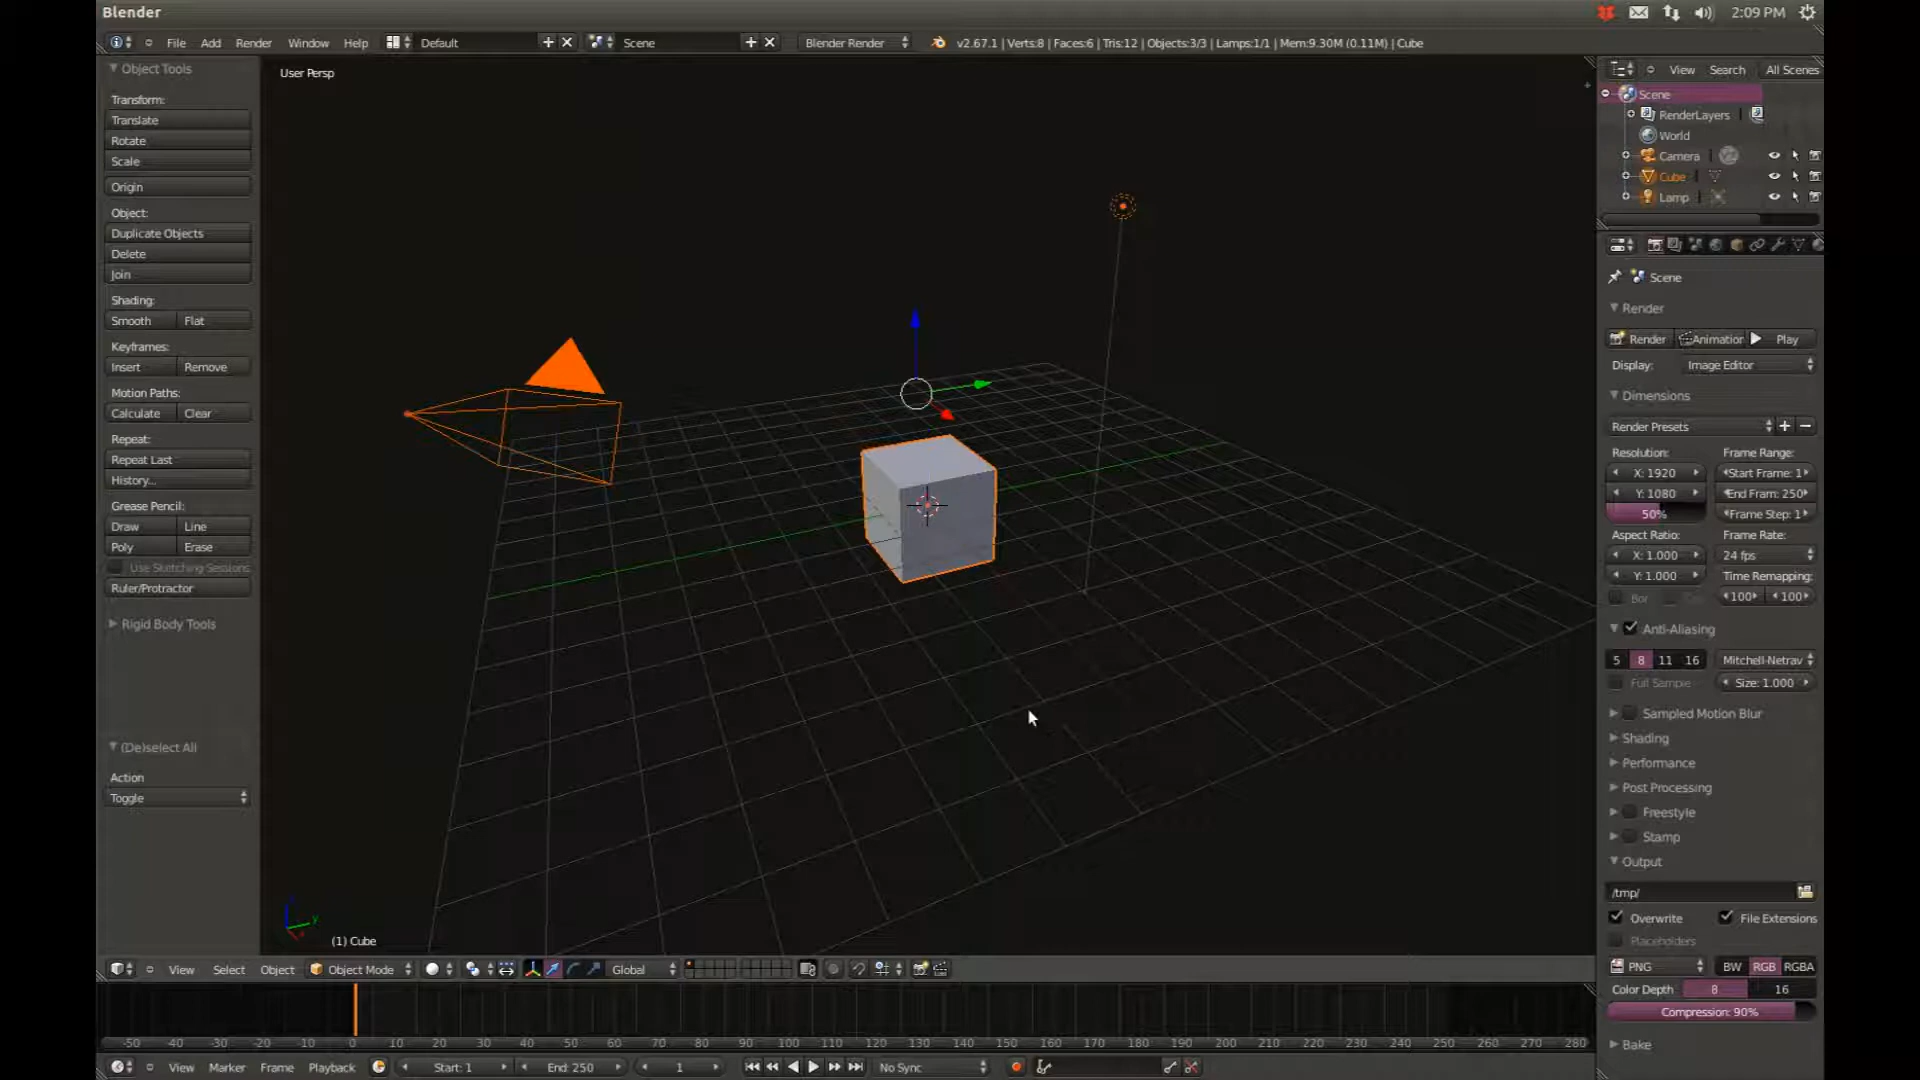 Blender
2:09 PM
File Add Render Window Help Default Scene Blender Render v2.67.1 | Verts:8 | Faces:6 | Tris:12 | Objects:3/3 | Lamps:1/1 | Mem:9.30M (0.11M) | Cube
Object Tools
Transform:
Translate
Rotate
Scale
Origin
Object:
Duplicate Objects
Delete
Join
Shading:
Smooth Flat
Keyframes:
Insert Remove
Motion Paths:
Calculate Clear
Repeat:
Repeat Last
History...
Grease Pencil:
Draw Line
Poly Erase
Use Sketching Sessions
Ruler/Protractor
Rigid Body Tools
(De)select All
Action
Toggle
User Persp
(1) Cube
View Search All Scenes
Scene
RenderLayers
World
Camera
Cube
Lamp
Scene
Render
Render Animation Play
Display: Image Editor
Dimensions
Render Presets
Resolution: Frame Range:
X: 1920 Start Frame: 1
Y: 1080 End Fram: 250
50% Frame Step: 1
Aspect Ratio: Frame Rate:
X: 1.000 24 fps
Y: 1.000 Time Remapping:
Bor 100 100
Anti-Aliasing
5 8 11 16 Mitchell-Netrav
Full Sample Size: 1.000
Sampled Motion Blur
Shading
Performance
Post Processing
Freestyle
Stamp
Output
/tmp/
Overwrite File Extensions
Placeholders
PNG BW RGB RGBA
Color Depth 8 16
Compression: 90%
Bake
View Select Object Object Mode Global
-50 -40 -30 -20 -10 0 10 20 30 40 50 60 70 80 90 100 110 120 130 140 150 160 170 180 190 200 210 220 230 240 250 260 270 280
View Marker Frame Playback Start: 1 End: 250 1 No Sync